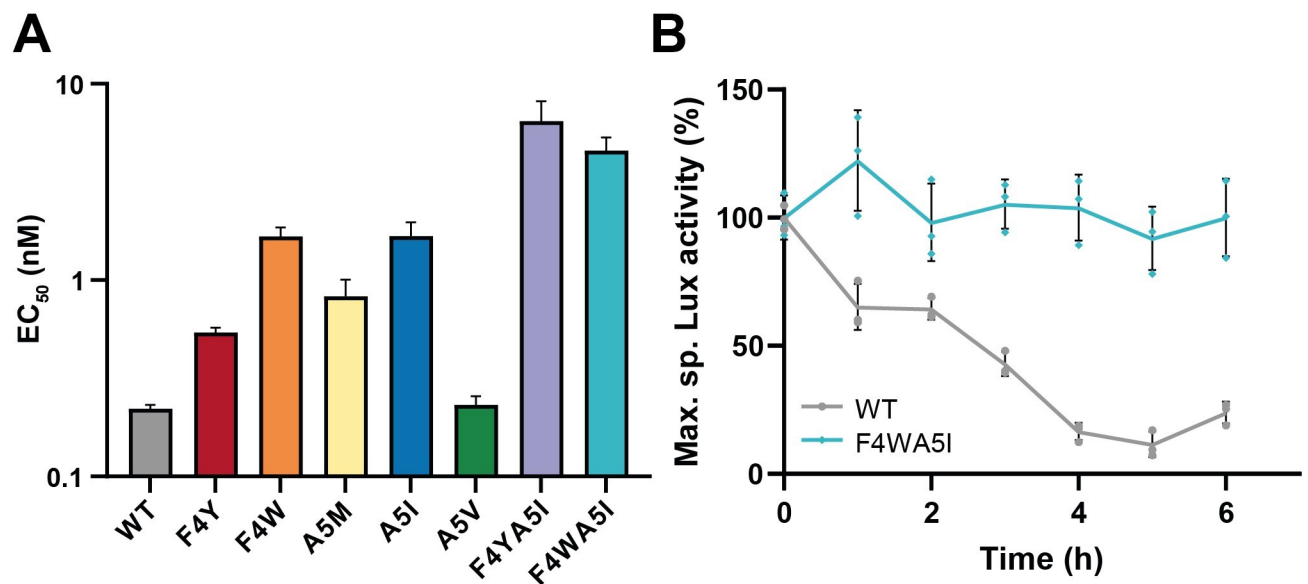 A
EC50 (nM)
10
1
0.1
WT
F4Y
F4W
A5M
A5I
A5V
F4YA5I
F4WA5I
B
Max. sp. Lux activity (%)
150
100
50
0
WT
F4WA5I
0 2 4 6
Time (h)